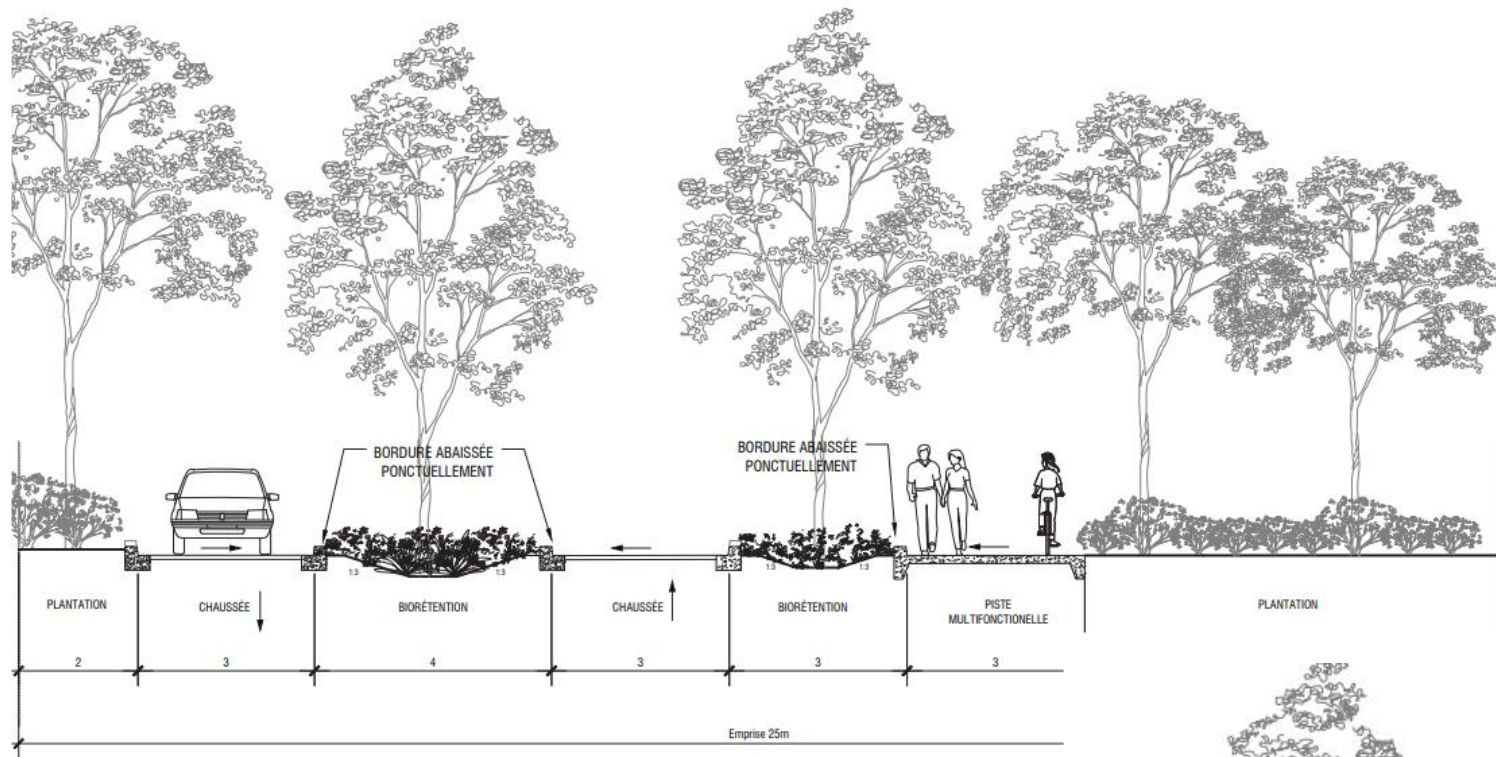 BORDURE ABAISSÉE
PONCTUELLEMENT
BORDURE ABAISSÉE
PONCTUELLEMENT
1:3
1:3
1:3
1:3
PLANTATION
CHAUSSÉE
BIORÉTENTION
CHAUSSÉE
BIORÉTENTION
PISTE
MULTIFONCTIONELLE
PLANTATION
2
3
4
3
3
3
Emprise 25m